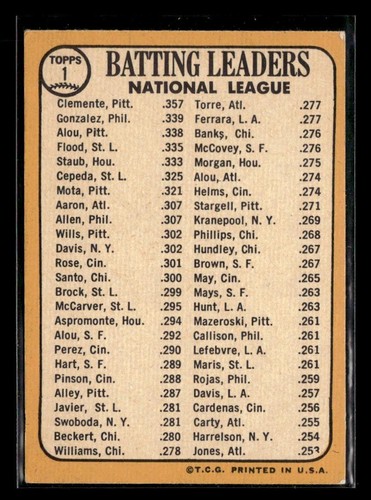 TOPPS
1
BATTING LEADERS
NATIONAL LEAGUE
Clemente, Pitt. .357
Gonzalez, Phil. .339
Alou, Pitt. .338
Flood, St. L. .335
Staub, Hou. .333
Cepeda, St. L. .325
Mota, Pitt. .321
Aaron, Atl. .307
Allen, Phil. .307
Wills, Pitt. .302
Davis, N. Y. .302
Rose, Cin. .301
Santo, Chi. .300
Brock, St. L. .299
McCarver, St. L. .295
Aspromonte, Hou. .294
Alou, S. F. .292
Perez, Cin. .290
Hart, S. F. .289
Pinson, Cin. .288
Alley, Pitt. .287
Javier, St. L. .281
Swoboda, N. Y. .281
Beckert, Chi. .280
Williams, Chi. .278
Torre, Atl. .277
Ferrara, L. A. .277
Banks, Chi. .276
McCovey, S. F. .276
Morgan, Hou. .275
Alou, Atl. .274
Helms, Cin. .274
Stargell, Pitt. .271
Kranepool, N. Y. .269
Phillips, Chi. .268
Hundley, Chi. .267
Brown, S. F. .267
May, Cin. .265
Mays, S. F. .263
Hunt, L. A. .263
Mazeroski, Pitt. .261
Callison, Phil. .261
Lefebvre, L. A. .261
Maris, St. L. .261
Rojas, Phil. .259
Davis, L. A. .257
Cardenas, Cin. .256
Carty, Atl. .255
Harrelson, N. Y. .254
Jones, Atl. .253
©T.C.G. PRINTED IN U.S.A.